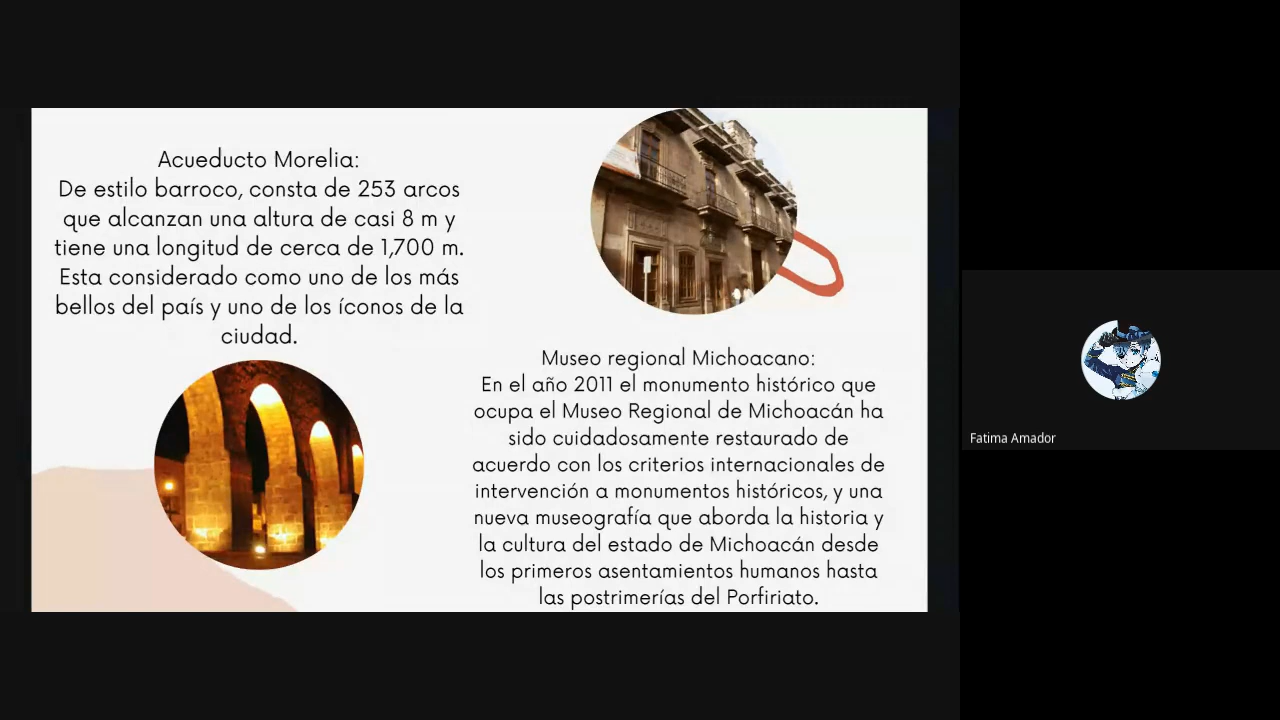 Acueducto Morelia:
De estilo barroco, consta de 253 arcos
que alcanzan una altura de casi 8 m y
tiene una longitud de cerca de 1,700 m.
Esta considerado como uno de los más
bellos del país y uno de los íconos de la
ciudad.
Museo regional Michoacano:
En el año 2011 el monumento histórico que
ocupa el Museo Regional de Michoacán ha
sido cuidadosamente restaurado de
acuerdo con los criterios internacionales de
intervención a monumentos históricos, y una
nueva museografía que aborda la historia y
la cultura del estado de Michoacán desde
los primeros asentamientos humanos hasta
las postrimerías del Porfiriato.
Fatima Amador